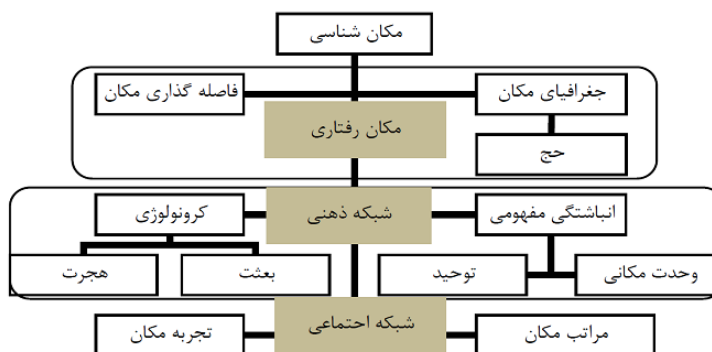 مکان شناسی
جغرافیای مکان
فاصله گذاری مکان
مکان رفتاری
حج
انباشتگی مفهومی
شبکه ذهنی
کرونولوژی
وحدت مکانی
توحید
بعثت
هجرت
مراتب مکان
شبکه احتماعی
تجربه مکان